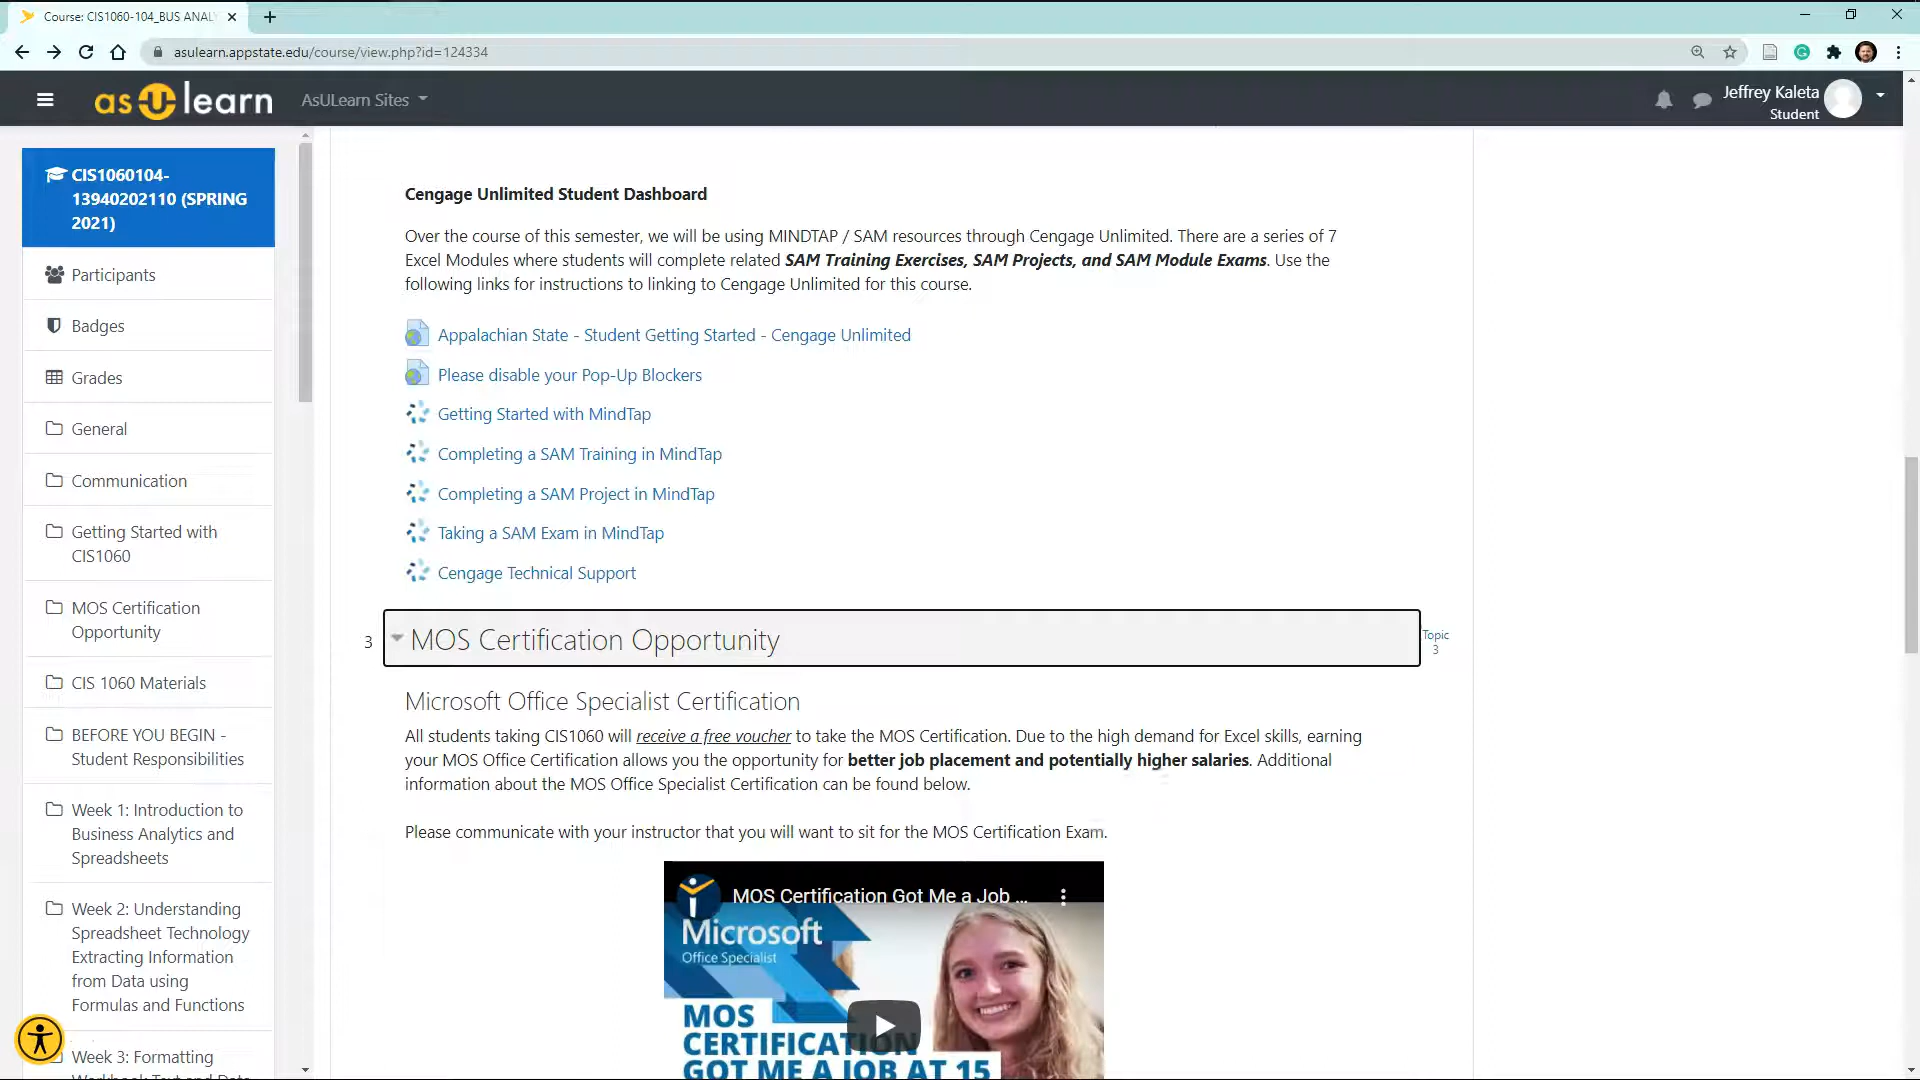 Course: CIS1060-104_BUS ANAL
asulearn.appstate.edu/course/view.php?id=124334
asulearn
AsULearn Sites
Jeffrey Kaleta
Student
CIS1060104-
13940202110 (SPRING
2021)
Participants
Badges
Grades
General
Communication
Getting Started with
CIS1060
MOS Certification
Opportunity
CIS 1060 Materials
BEFORE YOU BEGIN -
Student Responsibilities
Week 1: Introduction to
Business Analytics and
Spreadsheets
Week 2: Understanding
Spreadsheet Technology
Extracting Information
from Data using
Formulas and Functions
Week 3: Formatting
Workbook Text and Data
Cengage Unlimited Student Dashboard
Over the course of this semester, we will be using MINDTAP / SAM resources through Cengage Unlimited. There are a series of 7
Excel Modules where students will complete related SAM Training Exercises, SAM Projects, and SAM Module Exams. Use the
following links for instructions to linking to Cengage Unlimited for this course.
Appalachian State - Student Getting Started - Cengage Unlimited
Please disable your Pop-Up Blockers
Getting Started with MindTap
Completing a SAM Training in MindTap
Completing a SAM Project in MindTap
Taking a SAM Exam in MindTap
Cengage Technical Support
3
MOS Certification Opportunity
Topic
3
Microsoft Office Specialist Certification
All students taking CIS1060 will receive a free voucher to take the MOS Certification. Due to the high demand for Excel skills, earning
your MOS Office Certification allows you the opportunity for better job placement and potentially higher salaries. Additional
information about the MOS Office Specialist Certification can be found below.
Please communicate with your instructor that you will want to sit for the MOS Certification Exam.
MOS Certification Got Me a Job ...
Microsoft
Office Specialist
MOS
CERTIFICATION
GOT ME A JOB AT 15